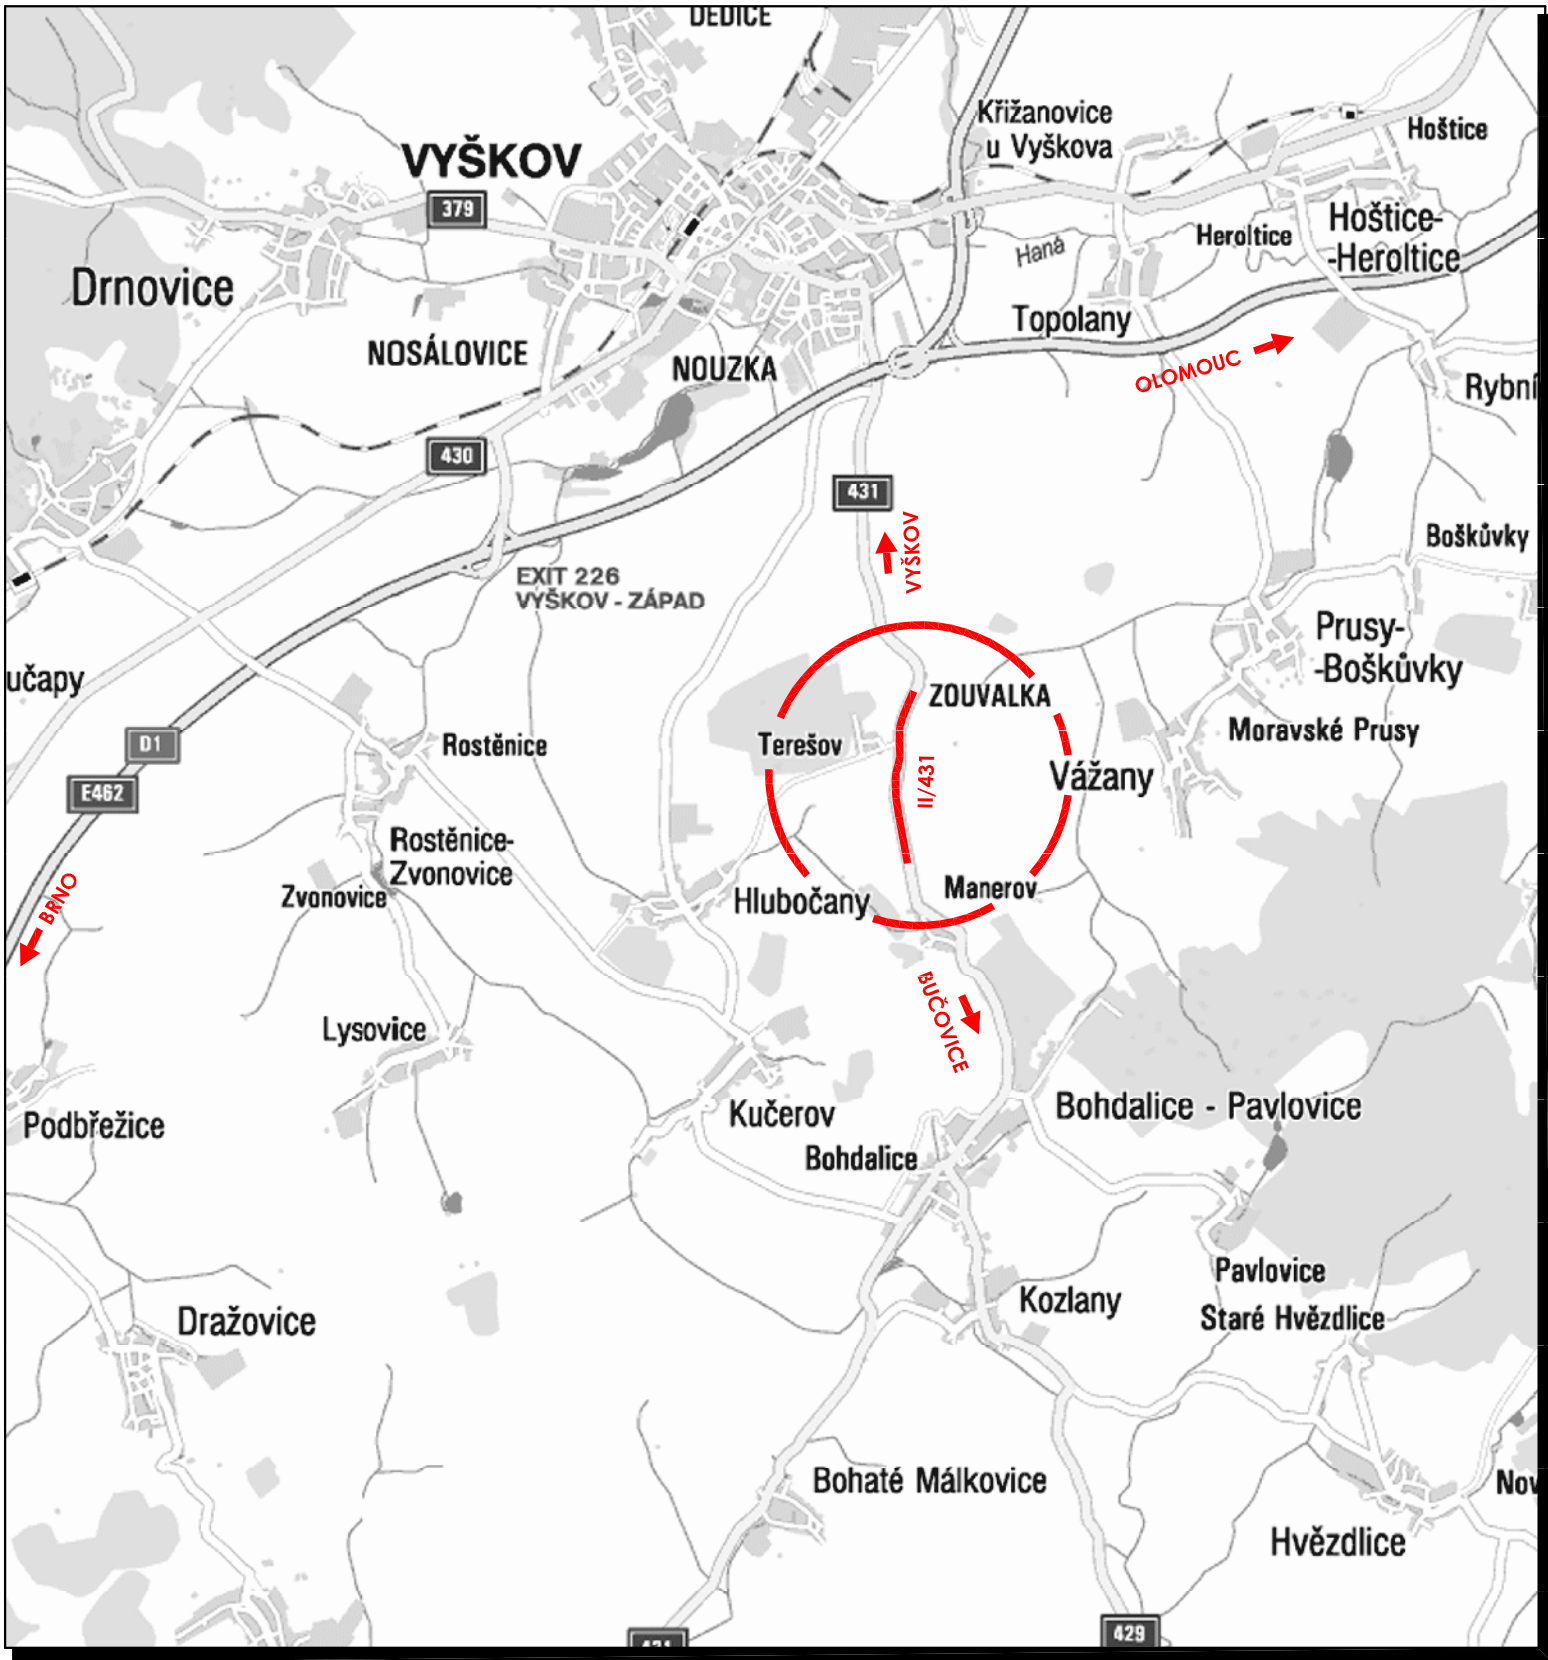 DĚDICE
Křižanovice
u Vyškova
Hoštice
VYŠKOV
379
Haná
Heroltice
Hoštice-
-Heroltice
Drnovice
Topolany
NOSÁLOVICE
NOUZKA
OLOMOUC
Rybní
430
431
VYŠKOV
Boškůvky
EXIT 226
VYŠKOV - ZÁPAD
Prusy-
-Boškůvky
učapy
ZOUVALKA
Moravské Prusy
D1
Rostěnice
Terešov
II/431
Vážany
E462
Rostěnice-
Zvonovice
BRNO
Zvonovice
Hlubočany
Manerov
BUČOVICE
Lysovice
Podbřežice
Kučerov
Bohdalice - Pavlovice
Bohdalice
Pavlovice
Dražovice
Kozlany
Staré Hvězdlice
Bohaté Málkovice
Nov
Hvězdlice
431
429